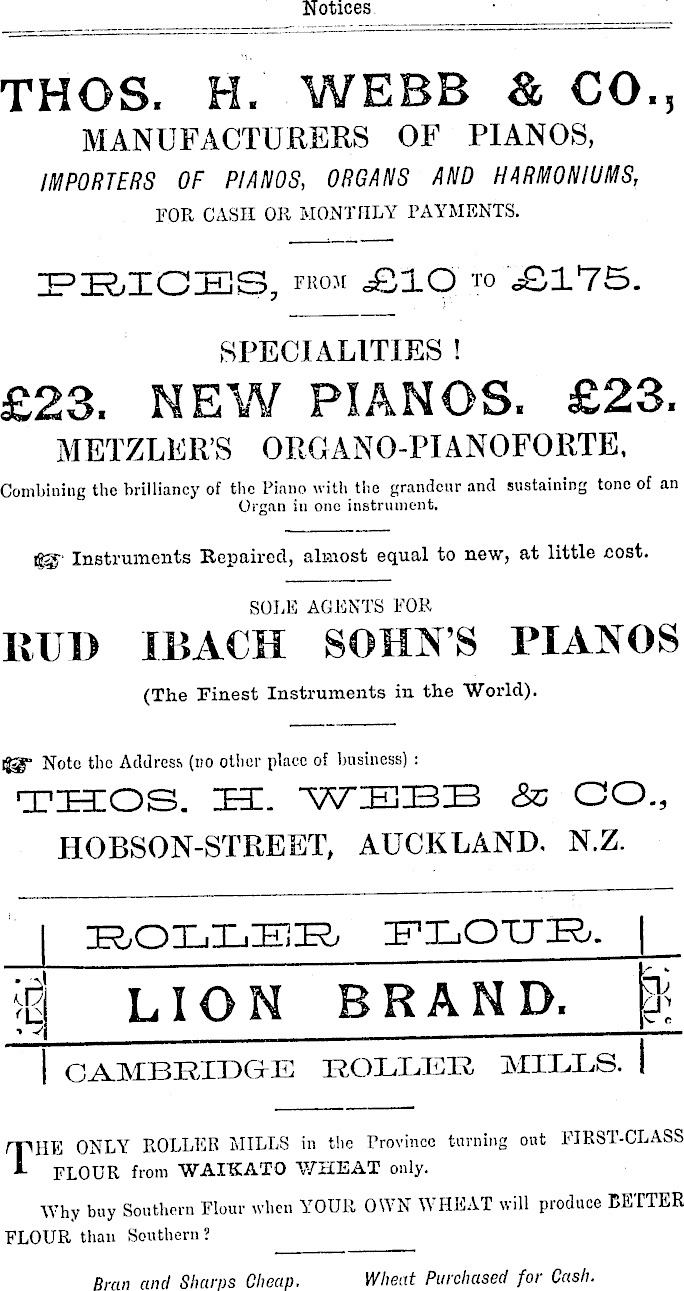 Notices
THOS. H. WEBB & CO.,
MANUFACTURERS OF PIANOS,
IMPORTERS OF PIANOS, ORGANS AND HARMONIUMS,
FOR CASH OR MONTHLY PAYMENTS.
PRICES, FROM £10 TO £175.
SPECIALITIES !
£23. NEW PIANOS. £23.
METZLER'S ORGANO-PIANOFORTE,
Combining the brilliancy of the Piano with the grandeur and sustaining tone of an
Organ in one instrument.
☞ Instruments Repaired, almost equal to new, at little cost.
SOLE AGENTS FOR
RUD IBACH SOHN'S PIANOS
(The Finest Instruments in the World).
☞ Note the Address (no other place of business) :
THOS. H. WEBB & CO.,
HOBSON-STREET, AUCKLAND. N.Z.
ROLLER FLOUR.
LION BRAND.
CAMBRIDGE ROLLER MILLS.
THE ONLY ROLLER MILLS in the Province turning out FIRST-CLASS
FLOUR from WAIKATO WHEAT only.
Why buy Southern Flour when YOUR OWN WHEAT will produce BETTER
FLOUR than Southern ?
Bran and Sharps Cheap. Wheat Purchased for Cash.